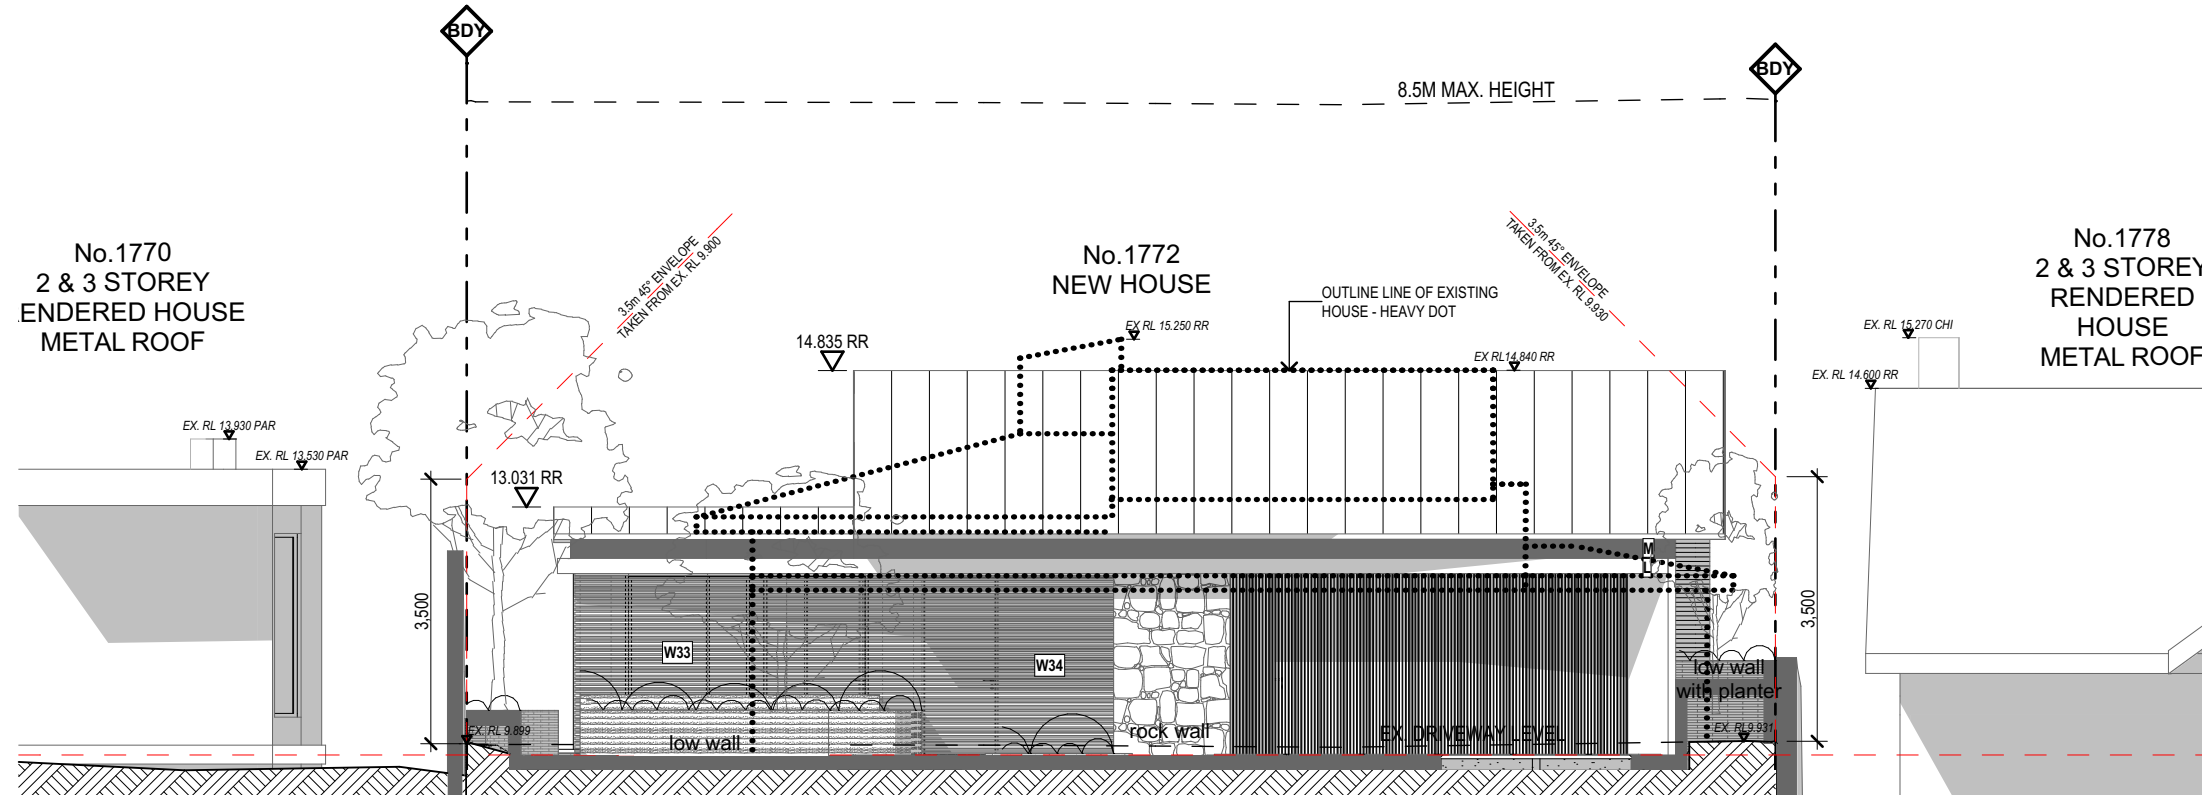 BDY
BDY
8.5M MAX. HEIGHT
No.1770
2 & 3 STOREY
ENDERED HOUSE
METAL ROOF
3.5m 45° ENVELOPE
TAKEN FROM EX. RL 9.900
No.1772
NEW HOUSE
OUTLINE LINE OF EXISTING
HOUSE - HEAVY DOT
3.5m 45° ENVELOPE
TAKEN FROM EX. RL 9.930
No.1778
2 & 3 STOREY
RENDERED
HOUSE
METAL ROOF
EX RL 15.250 RR
14.835 RR
EX RL14.840 RR
EX. RL 15.270 CHI
EX. RL 14.600 RR
EX. RL 13.930 PAR
EX. RL 13.530 PAR
13.031 RR
3,500
M
L
3,500
W33
W34
low wall
with planter
EX. RL 9.899
low wall
rock wall
EX. DRIVEWAY LEVEL
EX. RL9.931